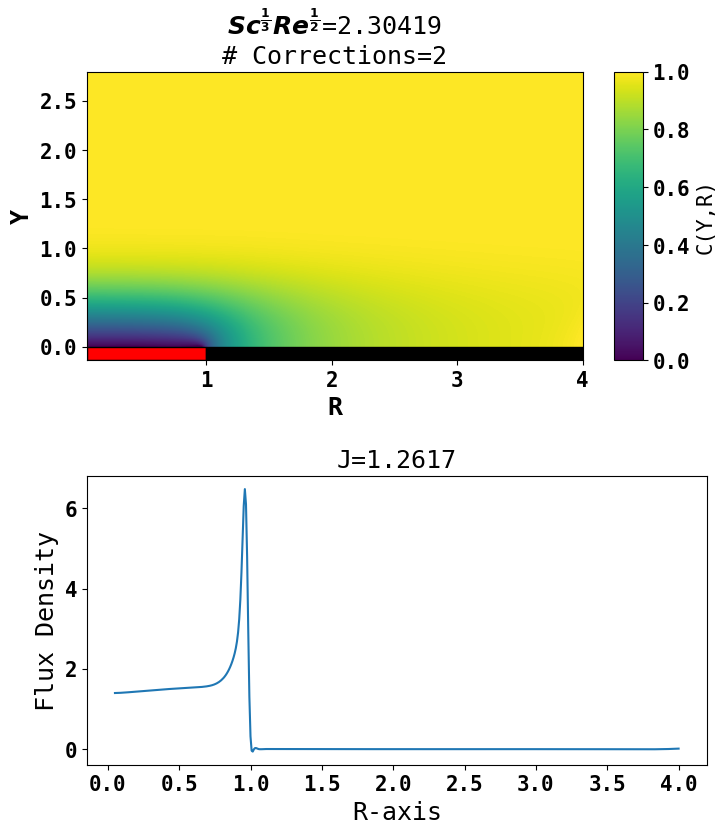 Sc^{1/3}Re^{1/2}=2.30419
# Corrections=2
Y
2.5
2.0
1.5
1.0
0.5
0.0
1 2 3 4
R
1.0
0.8
0.6
0.4
0.2
0.0
C(Y,R)
J=1.2617
Flux Density
6
4
2
0
0.0 0.5 1.0 1.5 2.0 2.5 3.0 3.5 4.0
R-axis